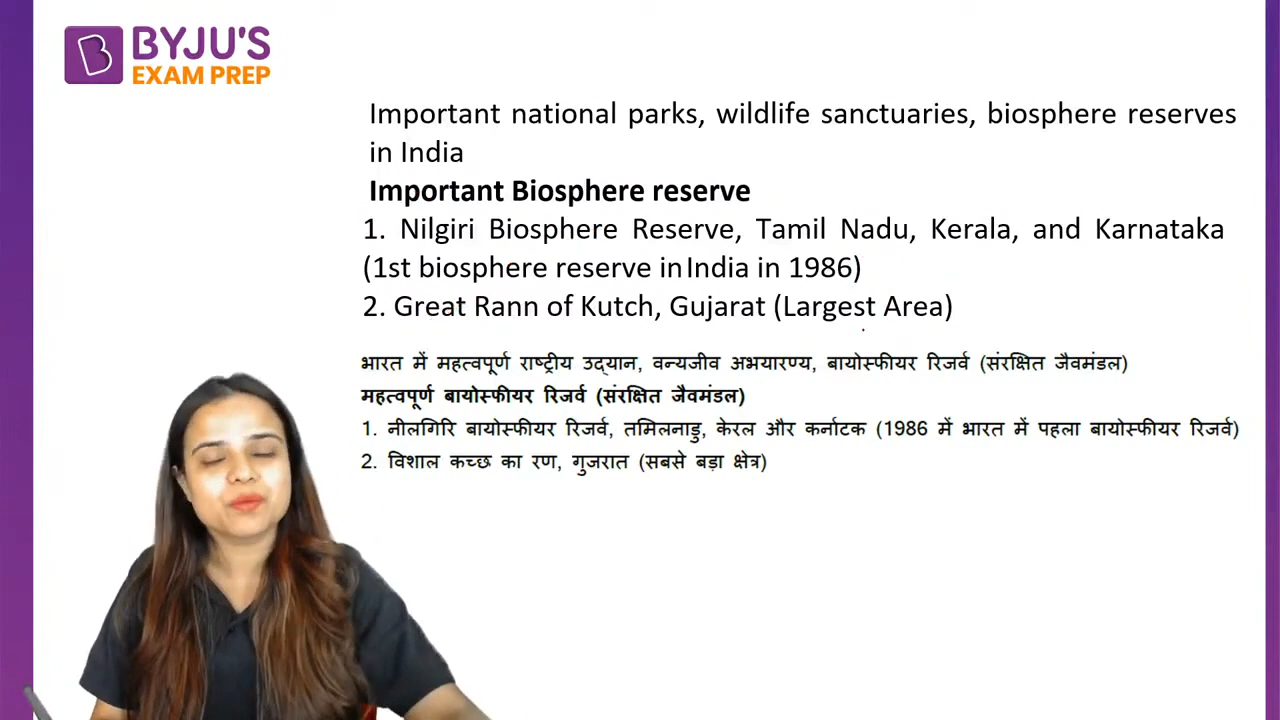 BYJU'S
EXAM PREP
Important national parks, wildlife sanctuaries, biosphere reserves
in India
Important Biosphere reserve
1. Nilgiri Biosphere Reserve, Tamil Nadu, Kerala, and Karnataka
(1st biosphere reserve in India in 1986)
2. Great Rann of Kutch, Gujarat (Largest Area)
भारत में महत्वपूर्ण राष्ट्रीय उद्यान, वन्यजीव अभयारण्य, बायोस्फीयर रिजर्व (संरक्षित जैवमंडल)
महत्वपूर्ण बायोस्फीयर रिजर्व (संरक्षित जैवमंडल)
1. नीलगिरि बायोस्फीयर रिजर्व, तमिलनाडु, केरल और कर्नाटक (1986 में भारत में पहला बायोस्फीयर रिजर्व)
2. विशाल कच्छ का रण, गुजरात (सबसे बड़ा क्षेत्र)